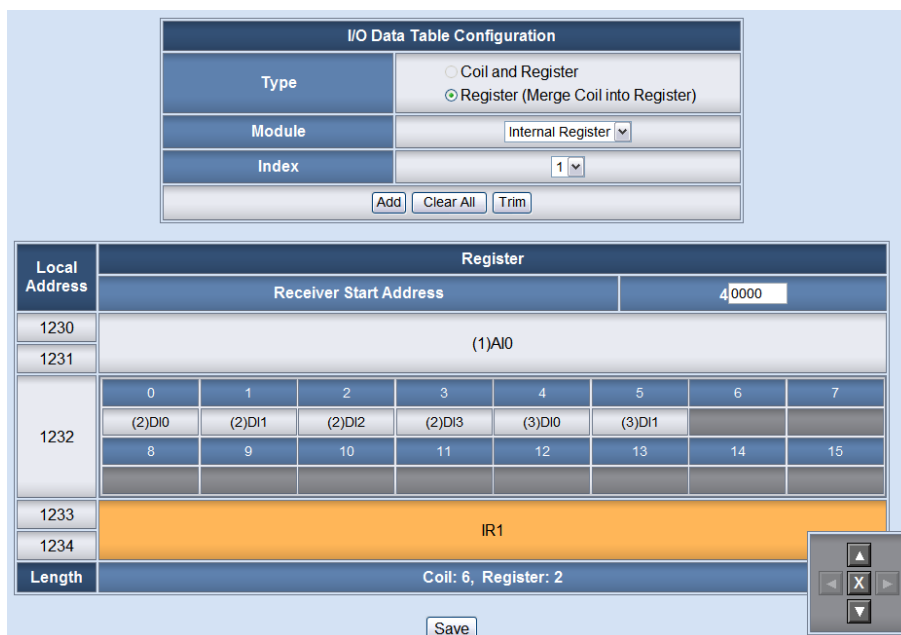 I/O Data Table Configuration
Type
Coil and Register
Register (Merge Coil into Register)
Module
Internal Register
Index
1
Add Clear All Trim
Local Address
Register
Receiver Start Address
4 0000
1230
1231
(1)AI0
1232
0 1 2 3 4 5 6 7
(2)DI0 (2)DI1 (2)DI2 (2)DI3 (3)DI0 (3)DI1
8 9 10 11 12 13 14 15
1233
1234
IR1
Length
Coil: 6, Register: 2
X
Save